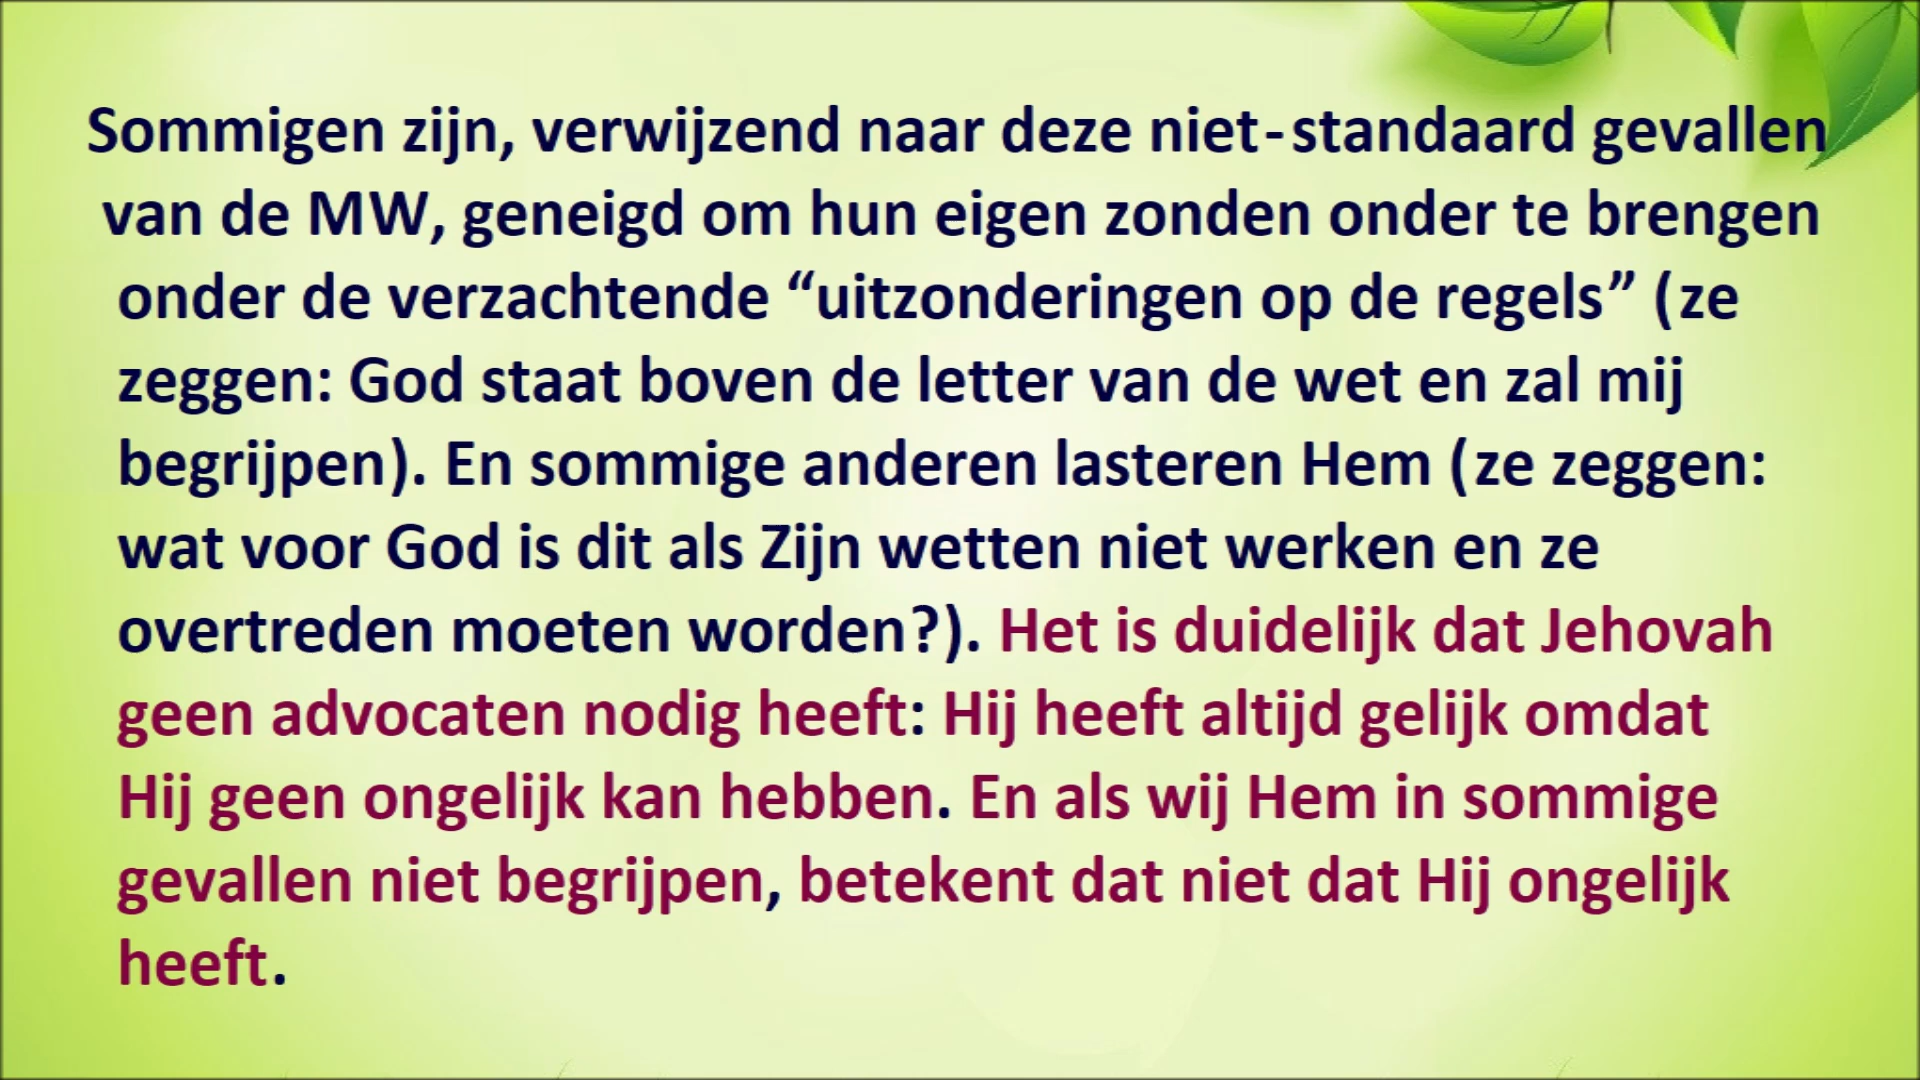 Sommigen zijn, verwijzend naar deze niet-standaard gevallen
van de MW, geneigd om hun eigen zonden onder te brengen
onder de verzachtende “uitzonderingen op de regels” (ze
zeggen: God staat boven de letter van de wet en zal mij
begrijpen). En sommige anderen lasteren Hem (ze zeggen:
wat voor God is dit als Zijn wetten niet werken en ze
overtreden moeten worden?). Het is duidelijk dat Jehovah
geen advocaten nodig heeft: Hij heeft altijd gelijk omdat
Hij geen ongelijk kan hebben. En als wij Hem in sommige
gevallen niet begrijpen, betekent dat niet dat Hij ongelijk
heeft.